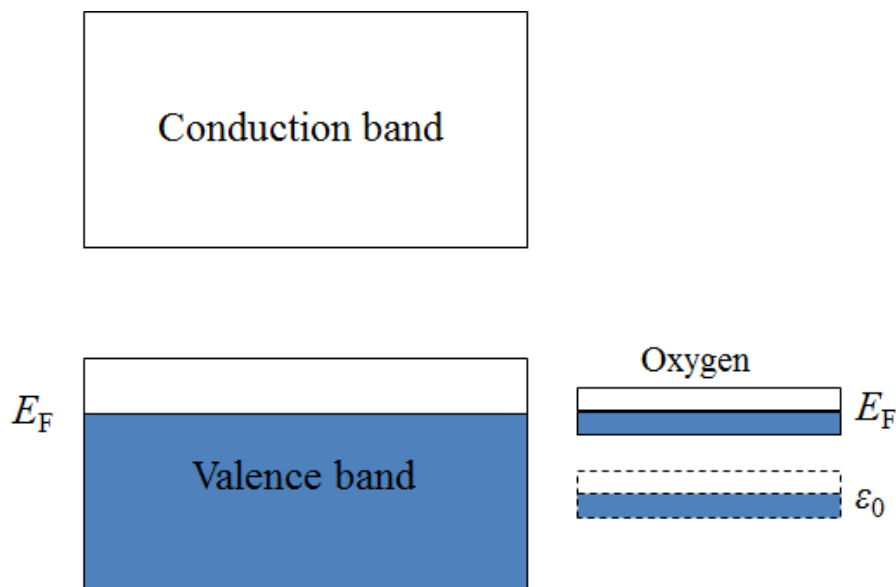 Conduction band
Oxygen
E_F
E_F
Valence band
ε_0